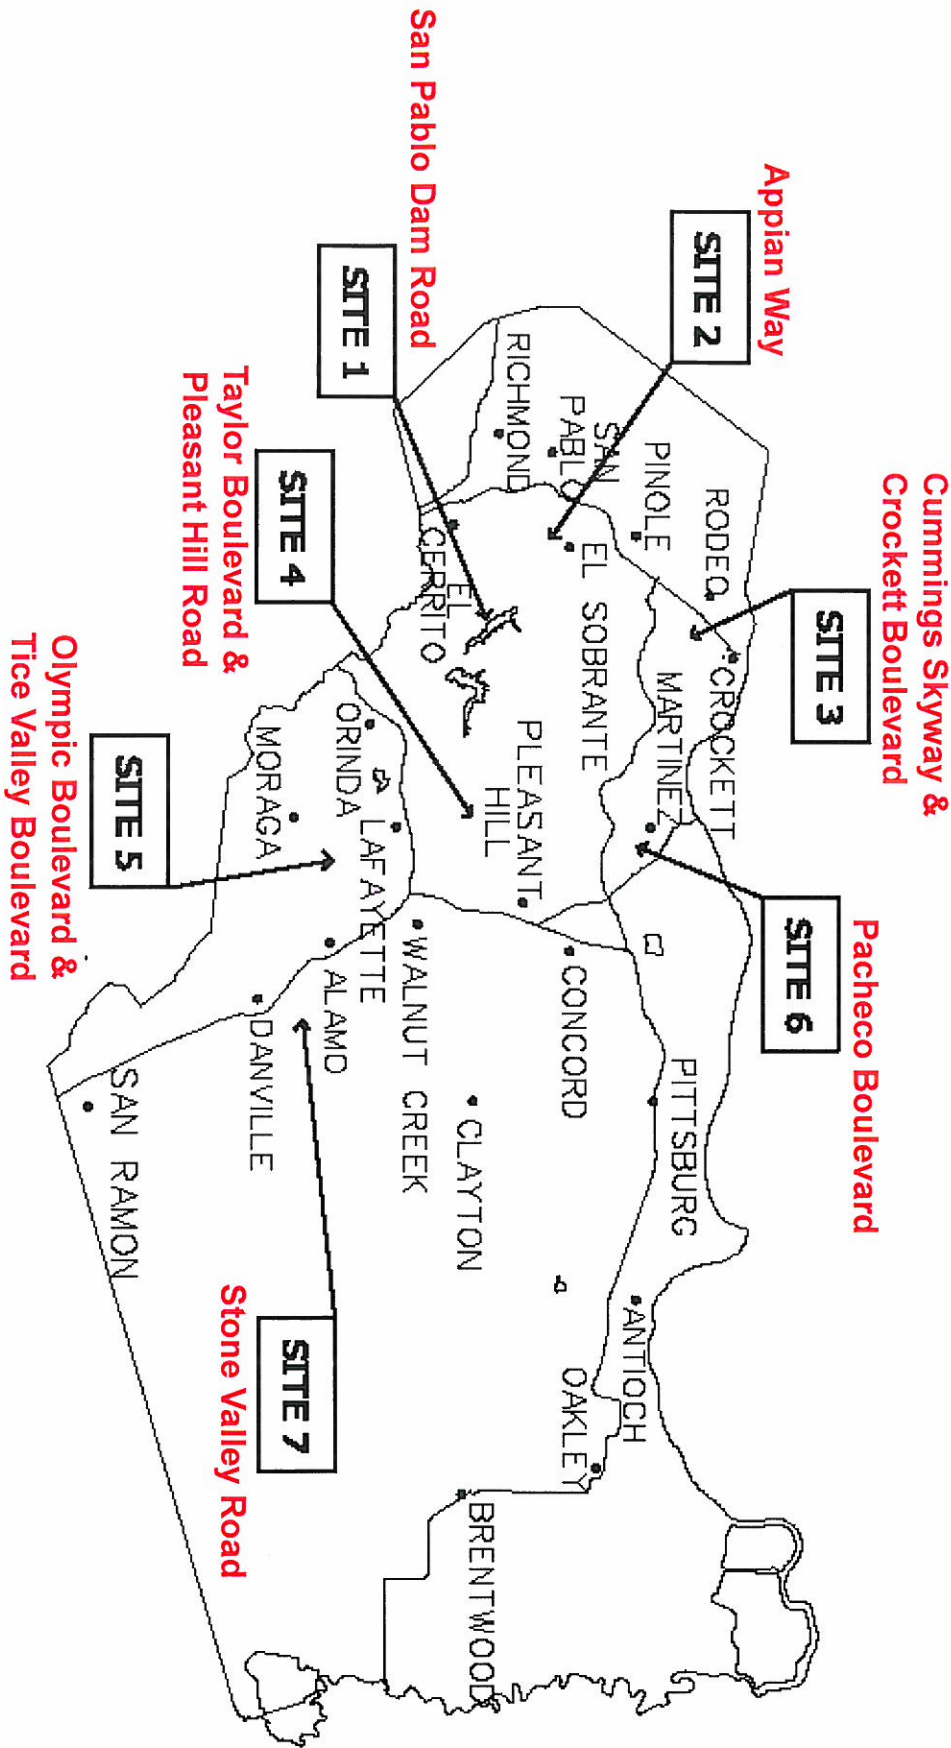 Cummings Skyway &
Crockett Boulevard
SITE 3
Pacheco Boulevard
SITE 6
Appian Way
SITE 2
San Pablo Dam Road
SITE 1
Taylor Boulevard &
Pleasant Hill Road
SITE 4
Olympic Boulevard &
Tice Valley Boulevard
SITE 5
Stone Valley Road
SITE 7
RODEO
CROCKETT
PINOLE
MARTINEZ
SAN
PABLO
RICHMOND
EL SOBRANTE
EL
CERRITO
PLEASANT
HILL
ORINDA
MORAGA
LAFAYETTE
WALNUT CREEK
ALAMO
DANVILLE
SAN RAMON
CONCORD
CLAYTON
PITTSBURG
ANTIOCH
OAKLEY
BRENTWOOD